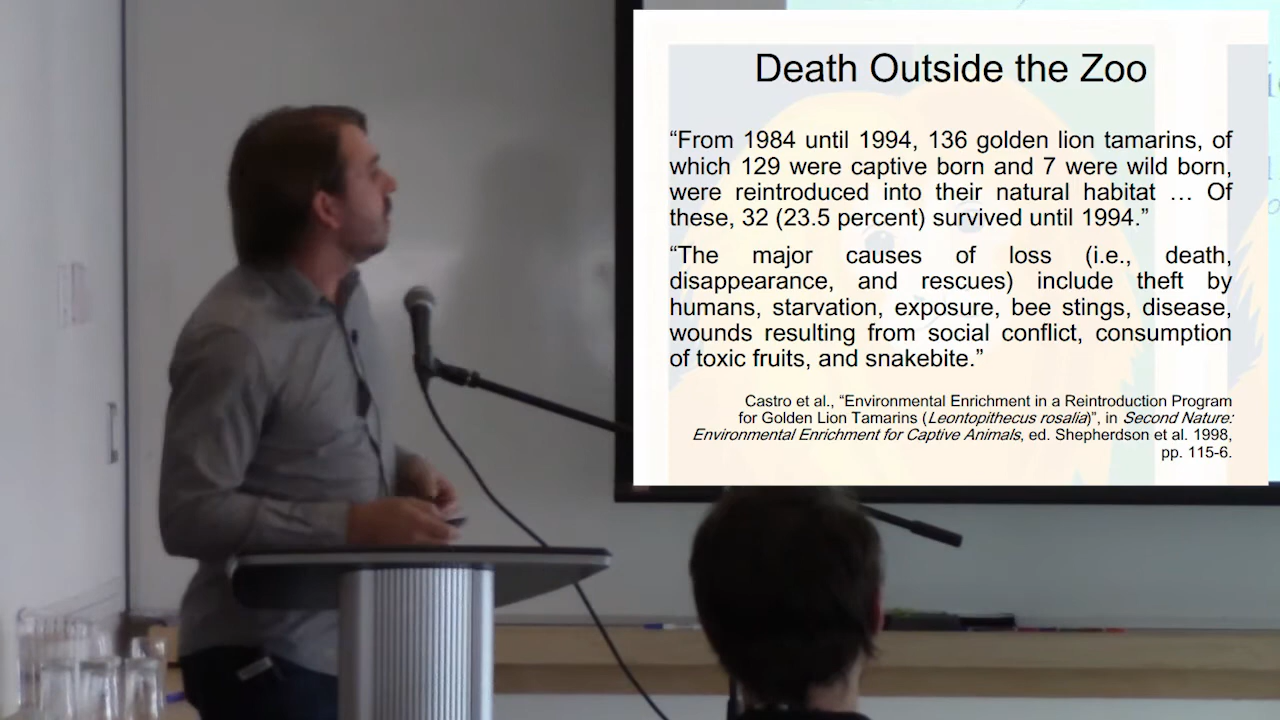 Death Outside the Zoo
“From 1984 until 1994, 136 golden lion tamarins, of
which 129 were captive born and 7 were wild born,
were reintroduced into their natural habitat … Of
these, 32 (23.5 percent) survived until 1994.”
“The major causes of loss (i.e., death,
disappearance, and rescues) include theft by
humans, starvation, exposure, bee stings, disease,
wounds resulting from social conflict, consumption
of toxic fruits, and snakebite.”
Castro et al., “Environmental Enrichment in a Reintroduction Program
for Golden Lion Tamarins (Leontopithecus rosalia)”, in Second Nature:
Environmental Enrichment for Captive Animals, ed. Shepherdson et al. 1998,
pp. 115-6.